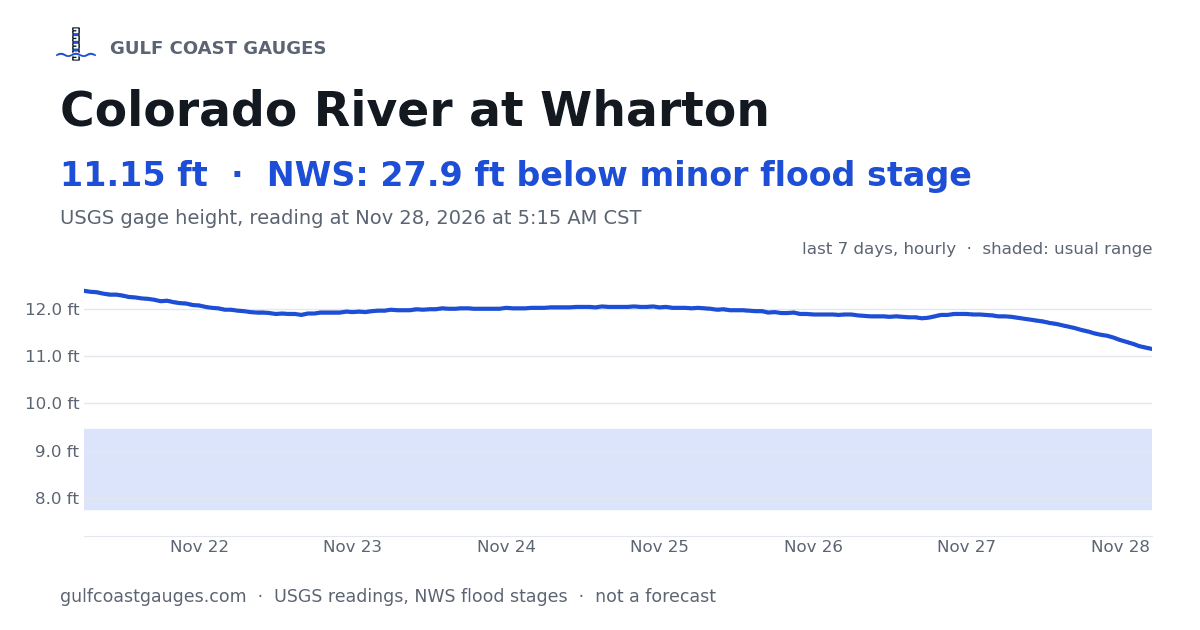 GULF COAST GAUGES
Colorado River at Wharton
11.15 ft · NWS: 27.9 ft below minor flood stage
USGS gage height, reading at Nov 28, 2026 at 5:15 AM CST
last 7 days, hourly · shaded: usual range
12.0 ft
11.0 ft
10.0 ft
9.0 ft
8.0 ft
Nov 22 Nov 23 Nov 24 Nov 25 Nov 26 Nov 27 Nov 28
gulfcoastgauges.com · USGS readings, NWS flood stages · not a forecast